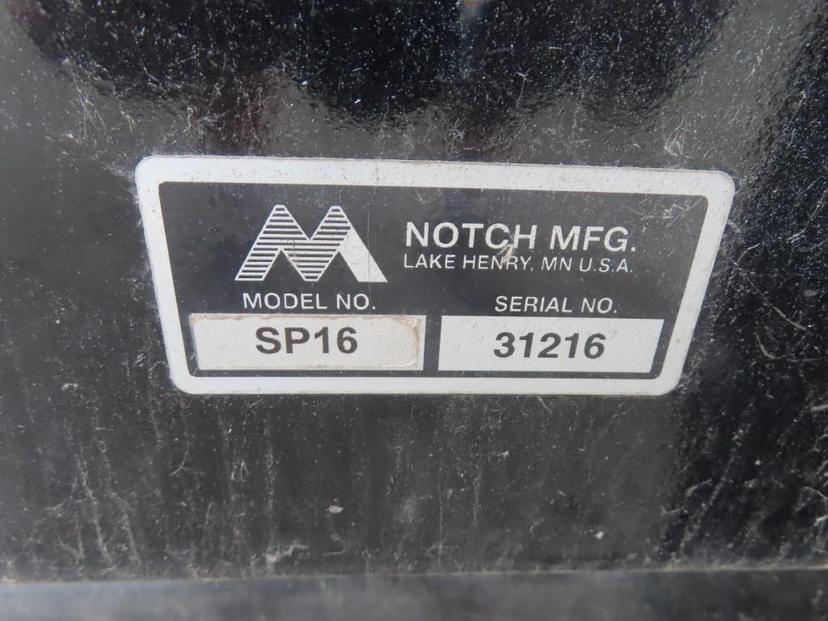 NOTCH MFG.
LAKE HENRY, MN U.S.A.
MODEL NO. SERIAL NO.
SP16 31216